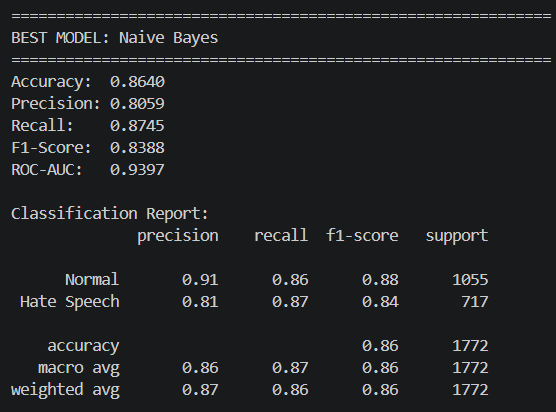 ============================================================
BEST MODEL: Naive Bayes
============================================================
Accuracy:  0.8640
Precision: 0.8059
Recall:    0.8745
F1-Score:  0.8388
ROC-AUC:   0.9397

Classification Report:
              precision    recall  f1-score   support

      Normal       0.91      0.86      0.88      1055
 Hate Speech       0.81      0.87      0.84       717

    accuracy                           0.86      1772
   macro avg       0.86      0.87      0.86      1772
weighted avg       0.87      0.86      0.86      1772